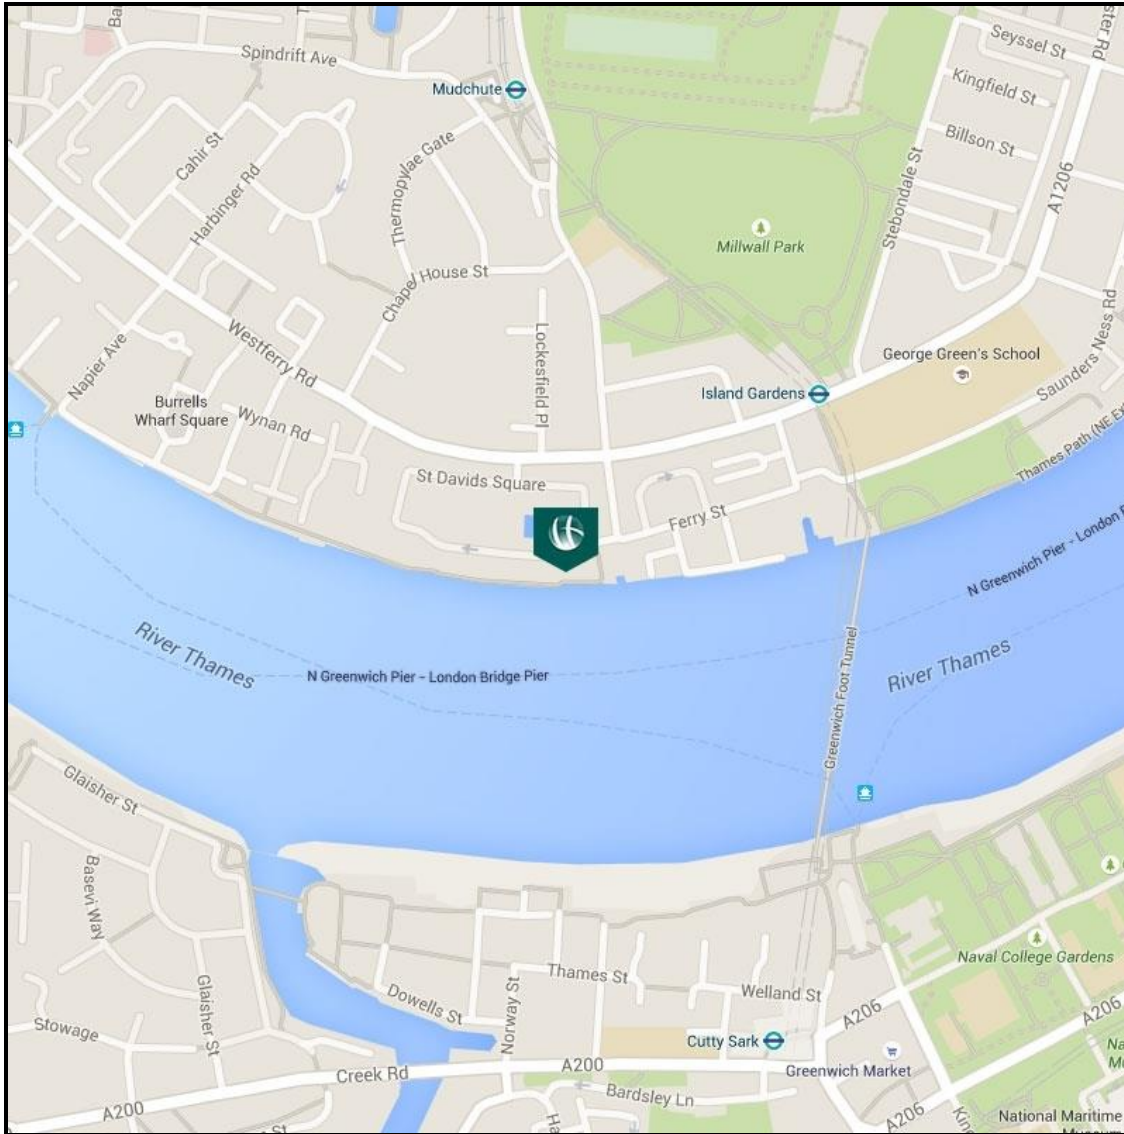 Spindrift Ave
Seyssel St
Mudchute
Kingfield St
Cahir St
Thermopylae Gate
Billson St
Harbinger Rd
Stebondale St
A1206
Millwall Park
Chapel House St
Westferry Rd
Lockesfield Pl
Napier Ave
George Green's School
Saunders Ness Rd
Island Gardens
Burrells
Wharf Square
Wynan Rd
St Davids Square
Thames Path (NE Ex
Ferry St
N Greenwich Pier - London B
River Thames
N Greenwich Pier - London Bridge Pier
Greenwich Foot Tunnel
River Thames
Glaisher St
Basevi Way
Naval College Gardens
Thames St
Dowells St
Norway St
Welland St
Glaisher St
Stowage
A206
A206
Cutty Sark
A200
Creek Rd
Greenwich Market
Bardsley Ln
A200
A206
National Maritime